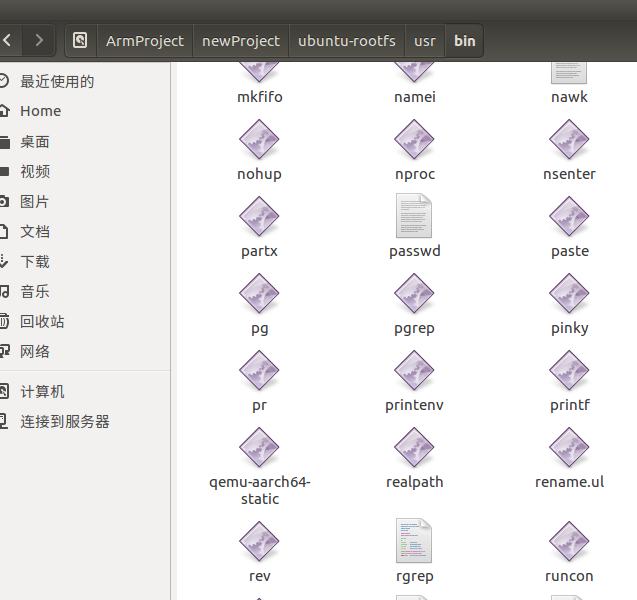 ArmProject newProject ubuntu-rootfs usr bin
最近使用的
Home
桌面
视频
图片
文档
下载
音乐
回收站
网络
计算机
连接到服务器
mkfifo namei nawk
nohup nproc nsenter
partx passwd paste
pg pgrep pinky
pr printenv printf
qemu-aarch64-
static
realpath rename.ul
rev rgrep runcon